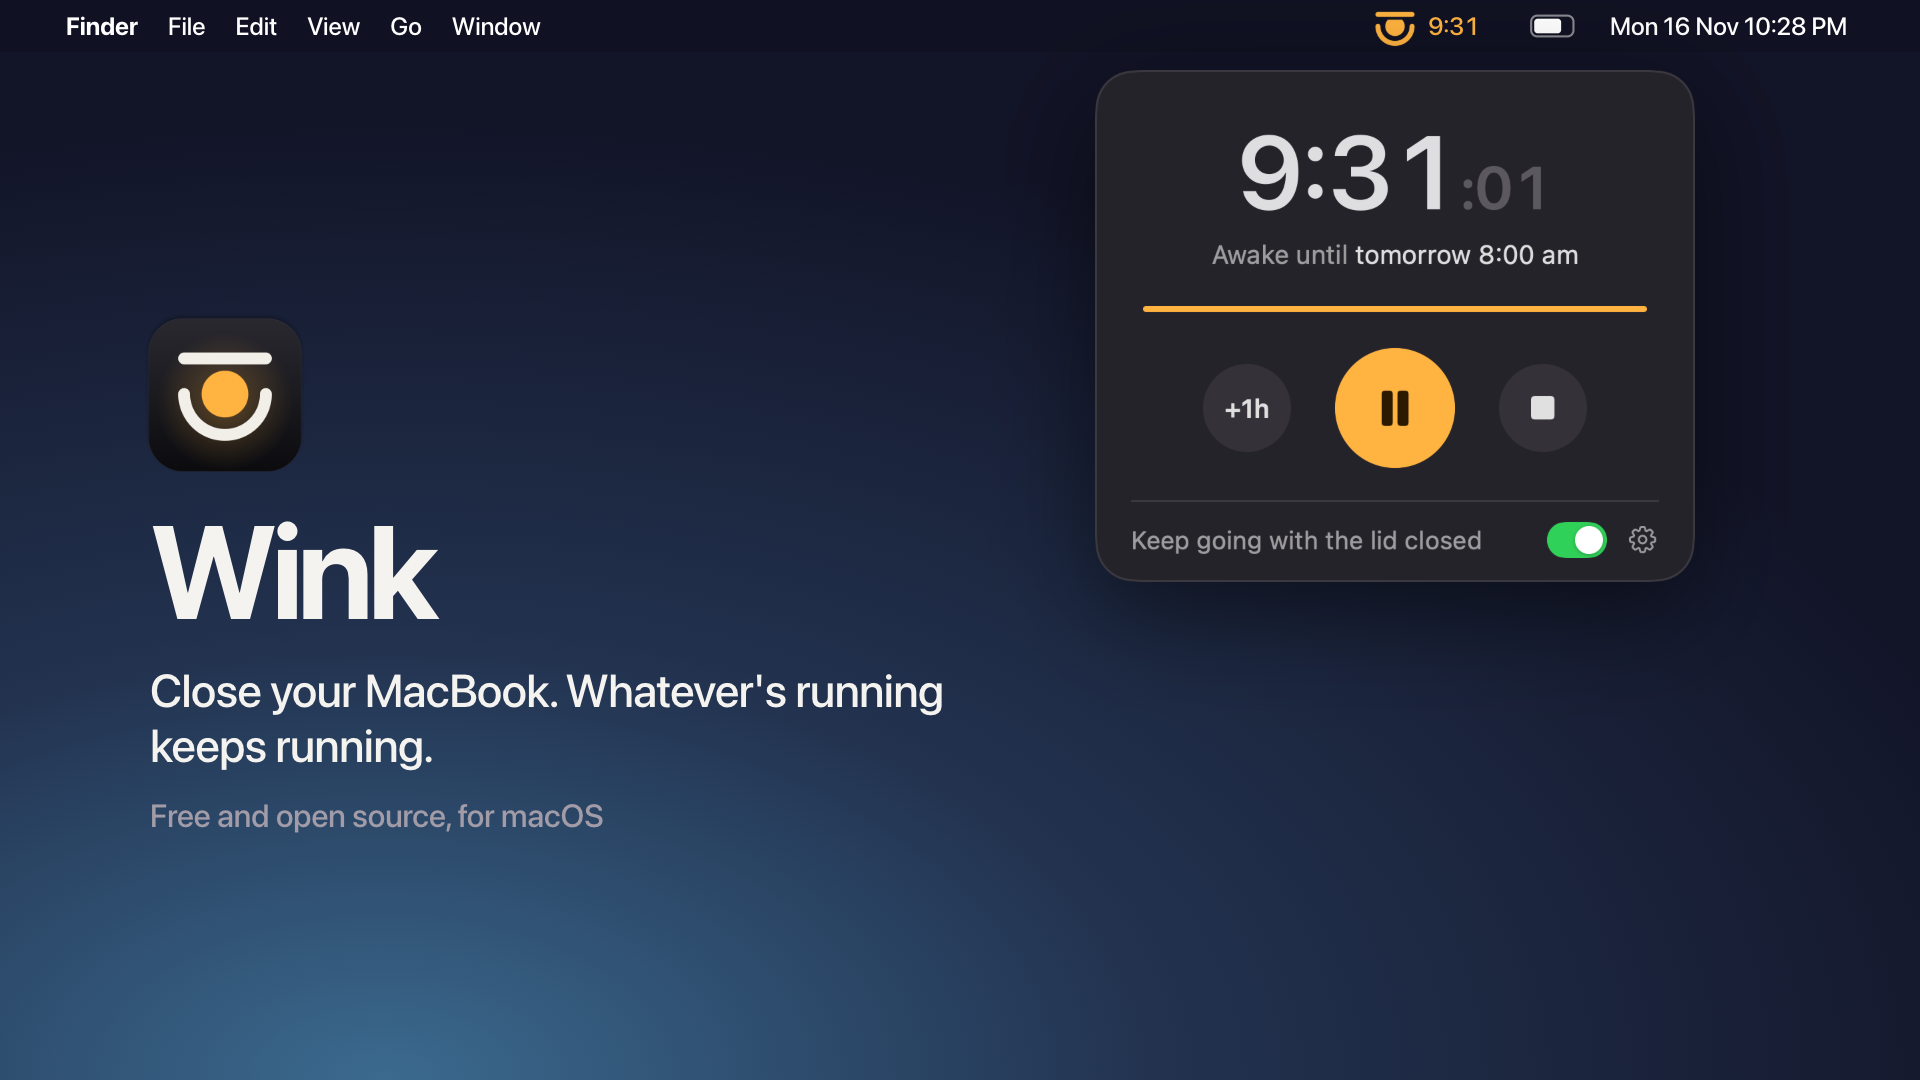 Finder File Edit View Go Window 9:31 Mon 16 Nov 10:28 PM
9:31:01
Awake until tomorrow 8:00 am
+1h
Keep going with the lid closed
Wink
Close your MacBook. Whatever's running
keeps running.
Free and open source, for macOS